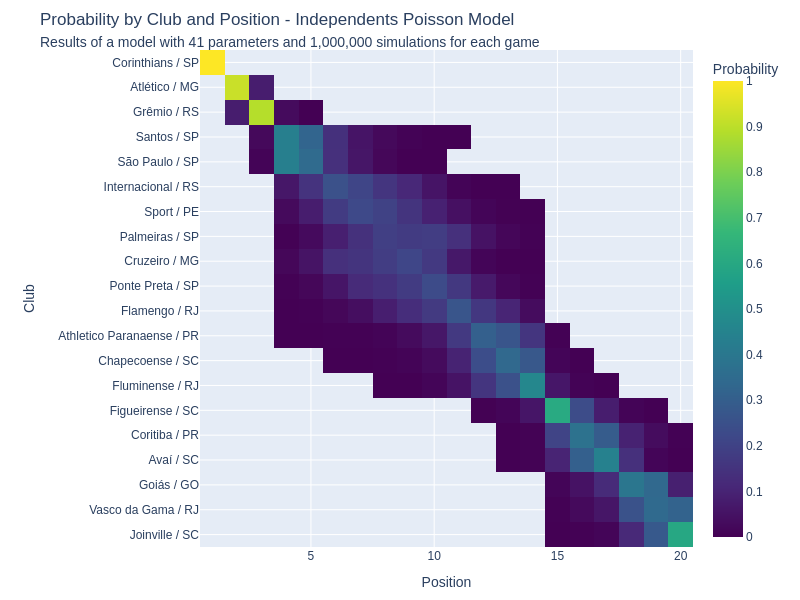 Probability by Club and Position - Independents Poisson Model
Results of a model with 41 parameters and 1,000,000 simulations for each game
Probability
Club
Corinthians / SP
Atlético / MG
Grêmio / RS
Santos / SP
São Paulo / SP
Internacional / RS
Sport / PE
Palmeiras / SP
Cruzeiro / MG
Ponte Preta / SP
Flamengo / RJ
Athletico Paranaense / PR
Chapecoense / SC
Fluminense / RJ
Figueirense / SC
Coritiba / PR
Avaí / SC
Goiás / GO
Vasco da Gama / RJ
Joinville / SC
1
0.9
0.8
0.7
0.6
0.5
0.4
0.3
0.2
0.1
0
5 10 15 20
Position